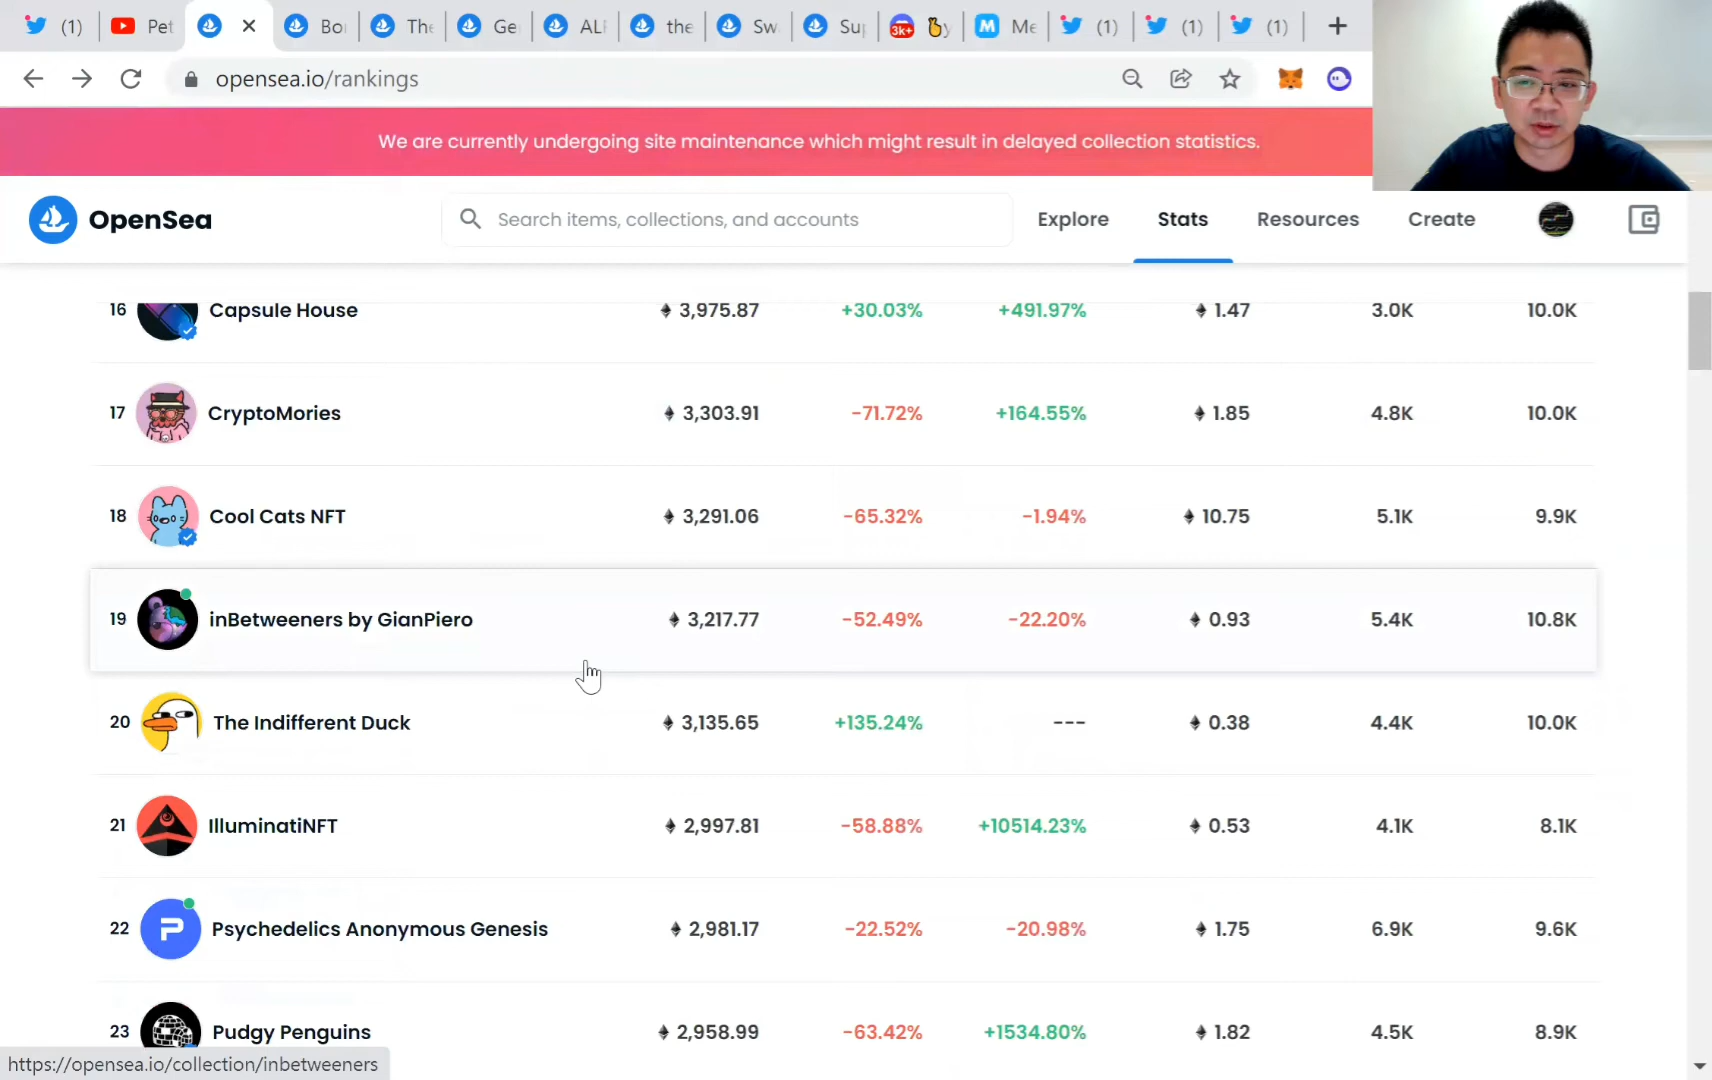 (1)
Pet
Bo
The
Ge
ALP
the
Sw
Sup
3k+
y
M
Me
(1)
(1)
(1)
opensea.io/rankings
We are currently undergoing site maintenance which might result in delayed collection statistics.
OpenSea
Search items, collections, and accounts
Explore
Stats
Resources
Create
16 Capsule House 3,975.87 +30.03% +491.97% 1.47 3.0K 10.0K
17 CryptoMories 3,303.91 -71.72% +164.55% 1.85 4.8K 10.0K
18 Cool Cats NFT 3,291.06 -65.32% -1.94% 10.75 5.1K 9.9K
19 inBetweeners by GianPiero 3,217.77 -52.49% -22.20% 0.93 5.4K 10.8K
20 The Indifferent Duck 3,135.65 +135.24% --- 0.38 4.4K 10.0K
21 IlluminatiNFT 2,997.81 -58.88% +10514.23% 0.53 4.1K 8.1K
22 P Psychedelics Anonymous Genesis 2,981.17 -22.52% -20.98% 1.75 6.9K 9.6K
23 Pudgy Penguins 2,958.99 -63.42% +1534.80% 1.82 4.5K 8.9K
https://opensea.io/collection/inbetweeners